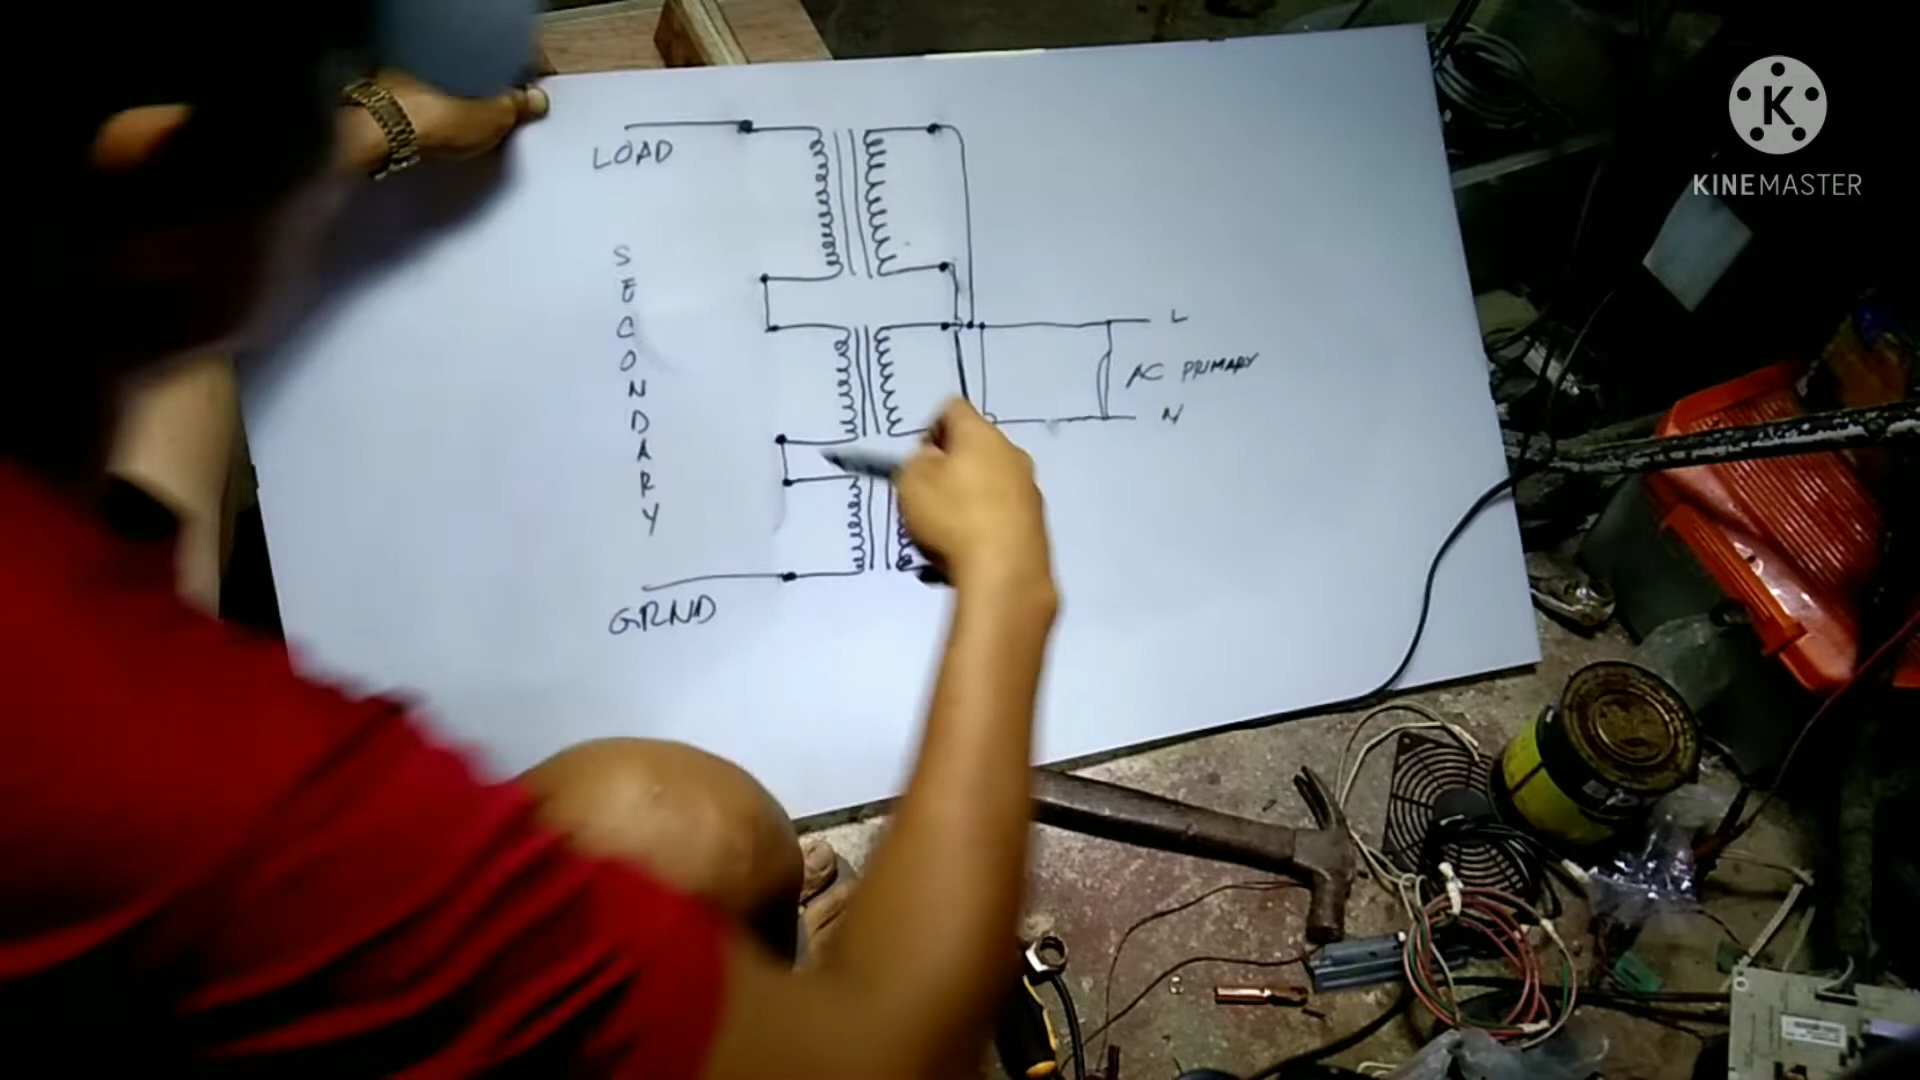 LOAD
SECONDARY
GRND
L
AC PRIMARY
N
K
KINEMASTER